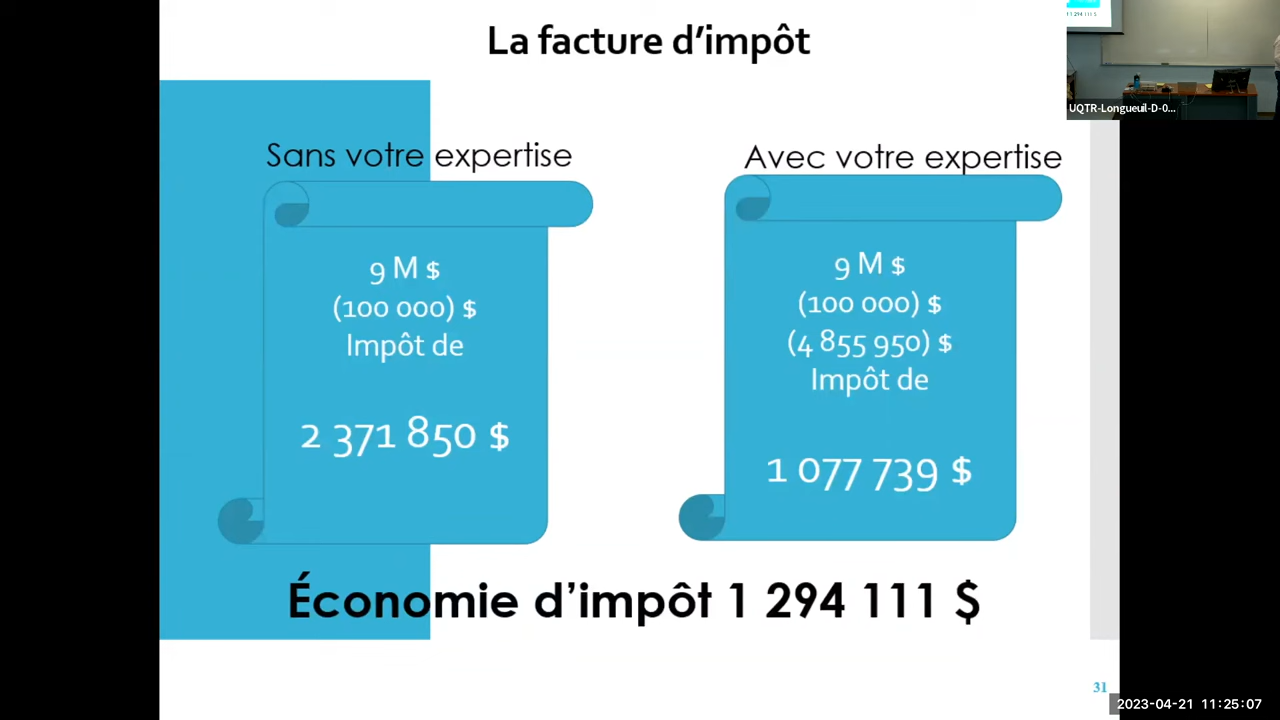 La facture d'impôt
Sans votre expertise
9 M $
(100 000) $
Impôt de
2 371 850 $
Avec votre expertise
9 M $
(100 000) $
(4 855 950) $
Impôt de
1 077 739 $
Économie d'impôt 1 294 111 $
31
UQTR-Longueuil-D-0...
2023-04-21 11:25:07